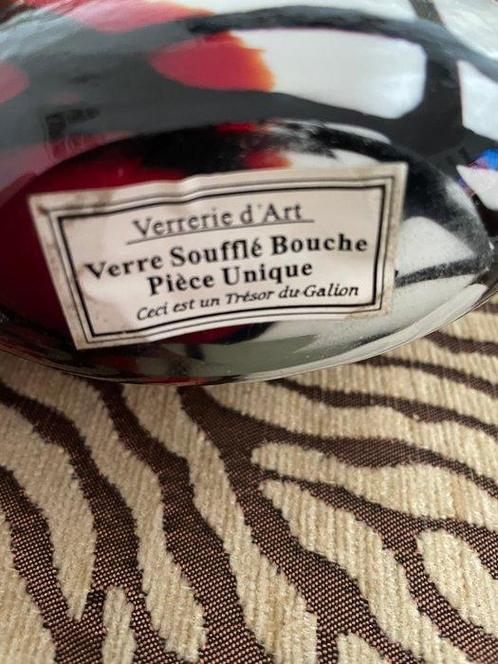 Verrerie d'Art
Verre Soufflé Bouche
Pièce Unique
Ceci est un Trésor du Galion